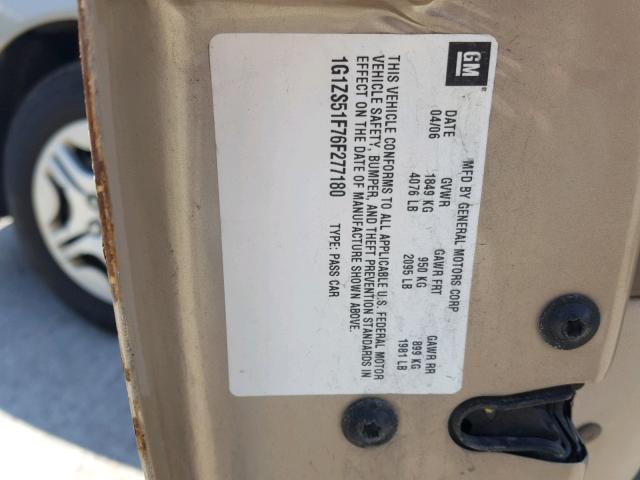 GM
MFD BY GENERAL MOTORS CORP
DATE GVWR GAWR FRT GAWR RR
04/06 1849 KG 950 KG 899 KG
4076 LB 2095 LB 1981 LB
THIS VEHICLE CONFORMS TO ALL APPLICABLE U.S. FEDERAL MOTOR
VEHICLE SAFETY, BUMPER, AND THEFT PREVENTION STANDARDS IN
EFFECT ON THE DATE OF MANUFACTURE SHOWN ABOVE.
1G1ZS51F76F277180 TYPE: PASS CAR